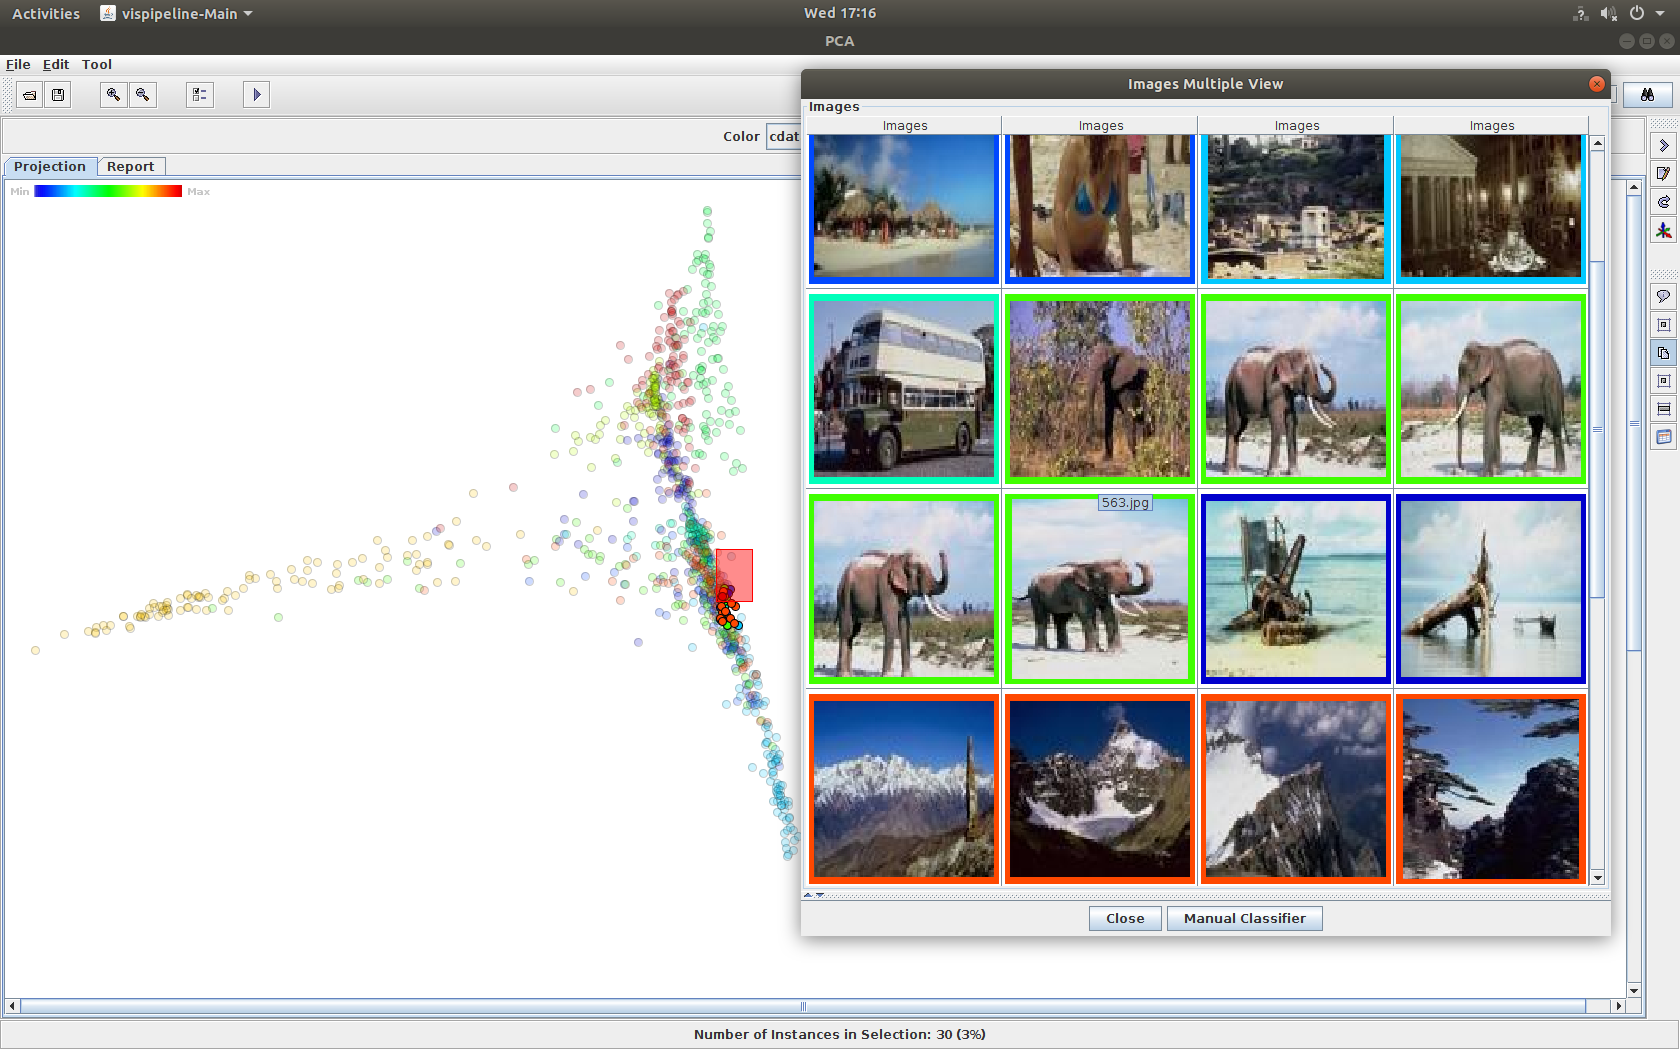 Activities vispipeline-Main Wed 17:16
PCA
File Edit Tool
Images Multiple View
Images
Images Images Images Images
Color cdat
Projection Report
Min Max
563.jpg
Close Manual Classifier
Number of Instances in Selection: 30 (3%)